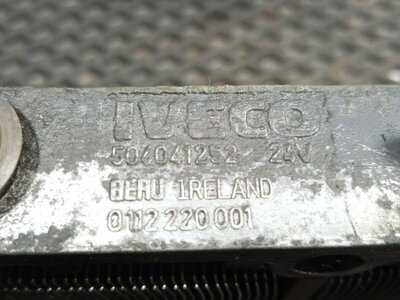 IVECO
504041252 24V
BERU IRELAND
0112 220 001